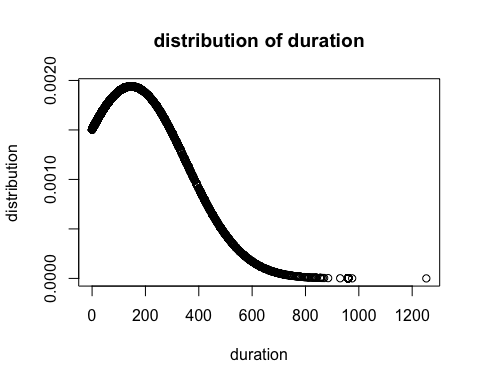 distribution of duration
0.0020
0.0010
0.0000
distribution
0 200 400 600 800 1000 1200
duration